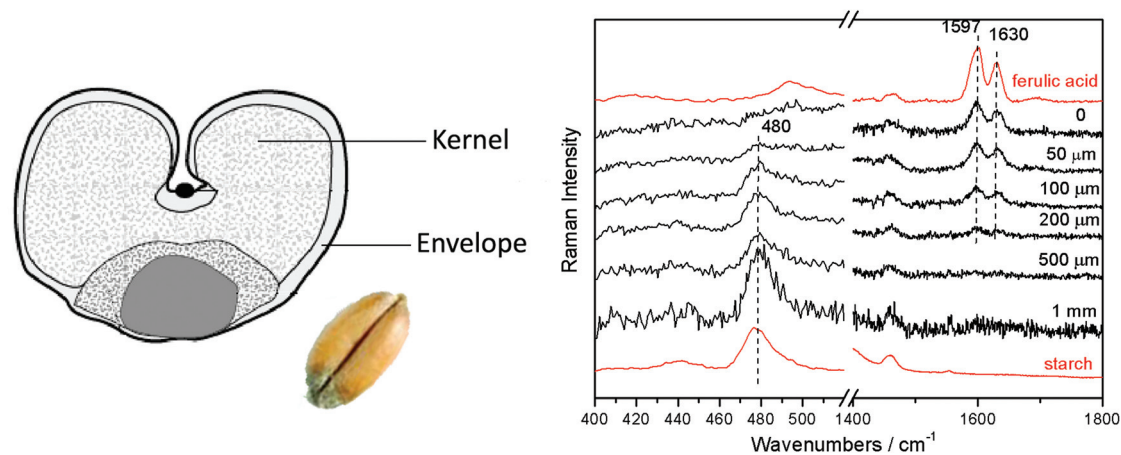 Kernel
Envelope
1597
1630
ferulic acid
0
480
50 μm
100 μm
200 μm
500 μm
1 mm
starch
Raman Intensity
400 420 440 460 480 500 1400 1600 1800
Wavenumbers / cm⁻¹